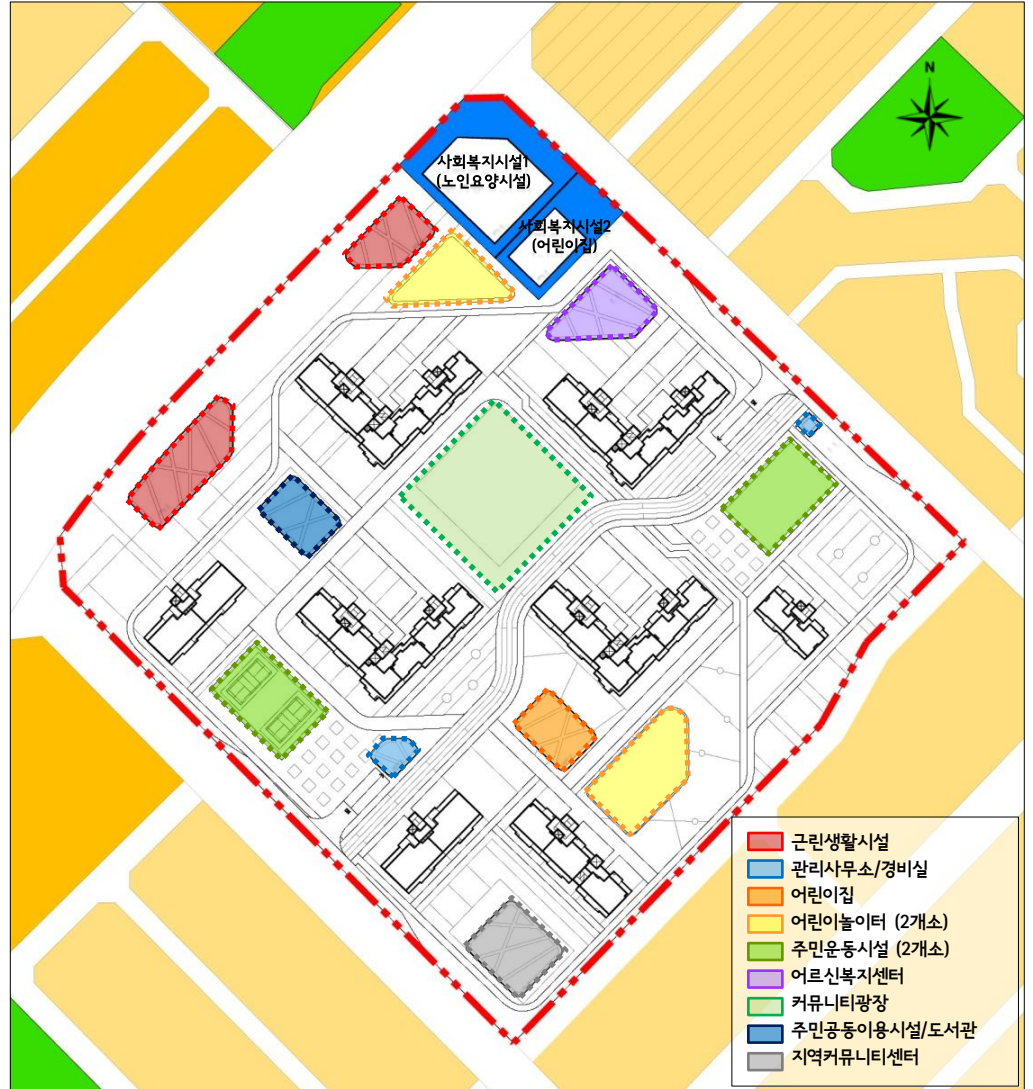 N
사회복지시설1
(노인요양시설)
사회복지시설2
(어린이집)
근린생활시설
관리사무소/경비실
어린이집
어린이놀이터 (2개소)
주민운동시설 (2개소)
어르신복지센터
커뮤니티광장
주민공동이용시설/도서관
지역커뮤니티센터